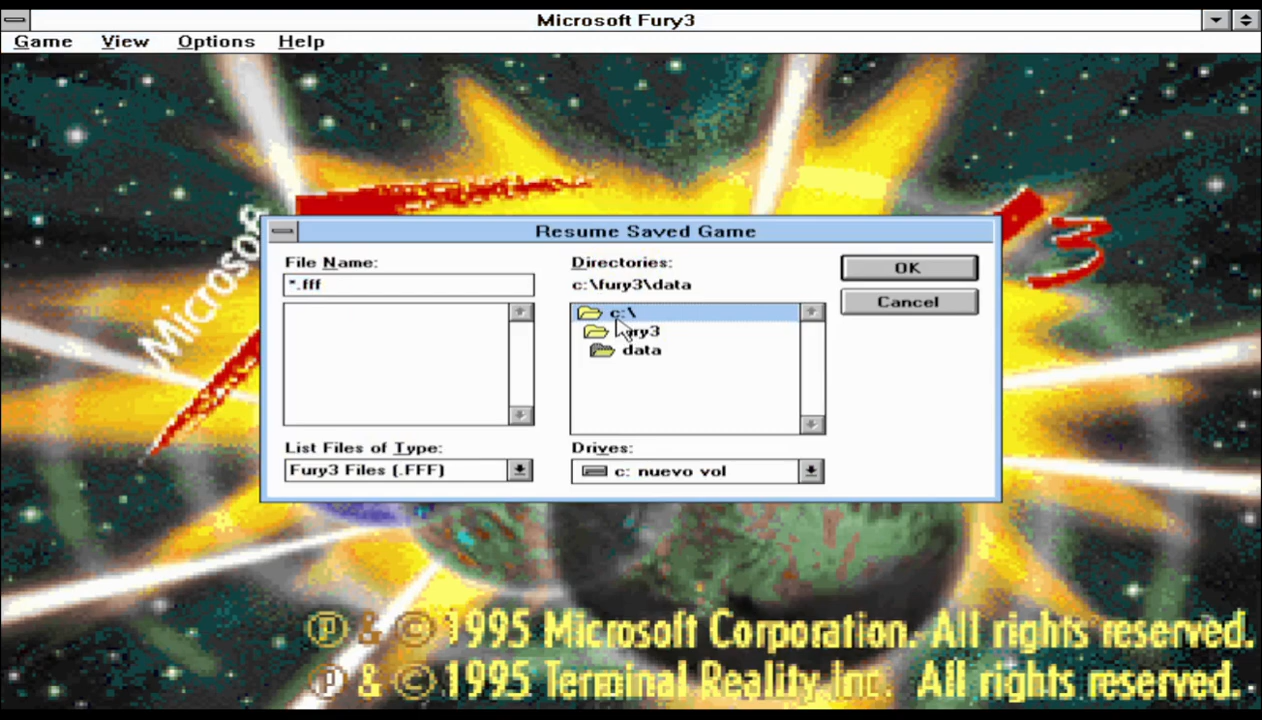 Microsoft Fury3
Game View Options Help
Resume Saved Game
File Name:
*.fff
Directories:
c:\fury3\data
c:\
fury3
data
OK
Cancel
List Files of Type:
Fury3 Files (.FFF)
Drives:
c: nuevo vol
Microsoft
3
℗ & © 1995 Microsoft Corporation. All rights reserved.
℗ & © 1995 Terminal Reality inc. All rights reserved.